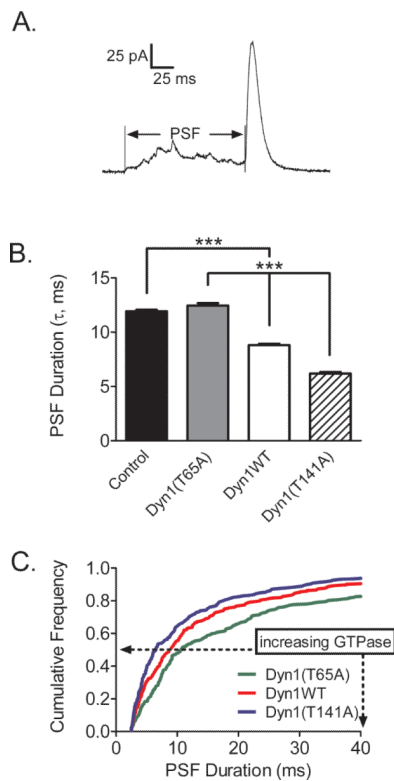 A.
25 pA
25 ms
PSF
B.
***
***
PSF Duration (τ, ms)
15
10
5
0
Control
Dyn1(T65A)
Dyn1WT
Dyn1(T141A)
C.
Cumulative Frequency
1.0
0.8
0.6
0.4
0.2
0.0
increasing GTPase
Dyn1(T65A)
Dyn1WT
Dyn1(T141A)
0 10 20 30 40
PSF Duration (ms)